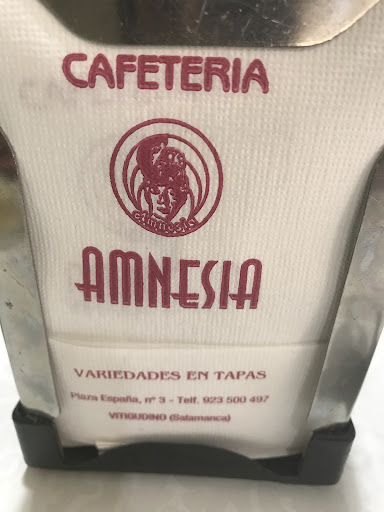 CAFETERIA
Amnesia
AMNESIA
VARIEDADES EN TAPAS
Plaza España, nº 3 - Telf. 923 500 497
VITIGUDINO (Salamanca)